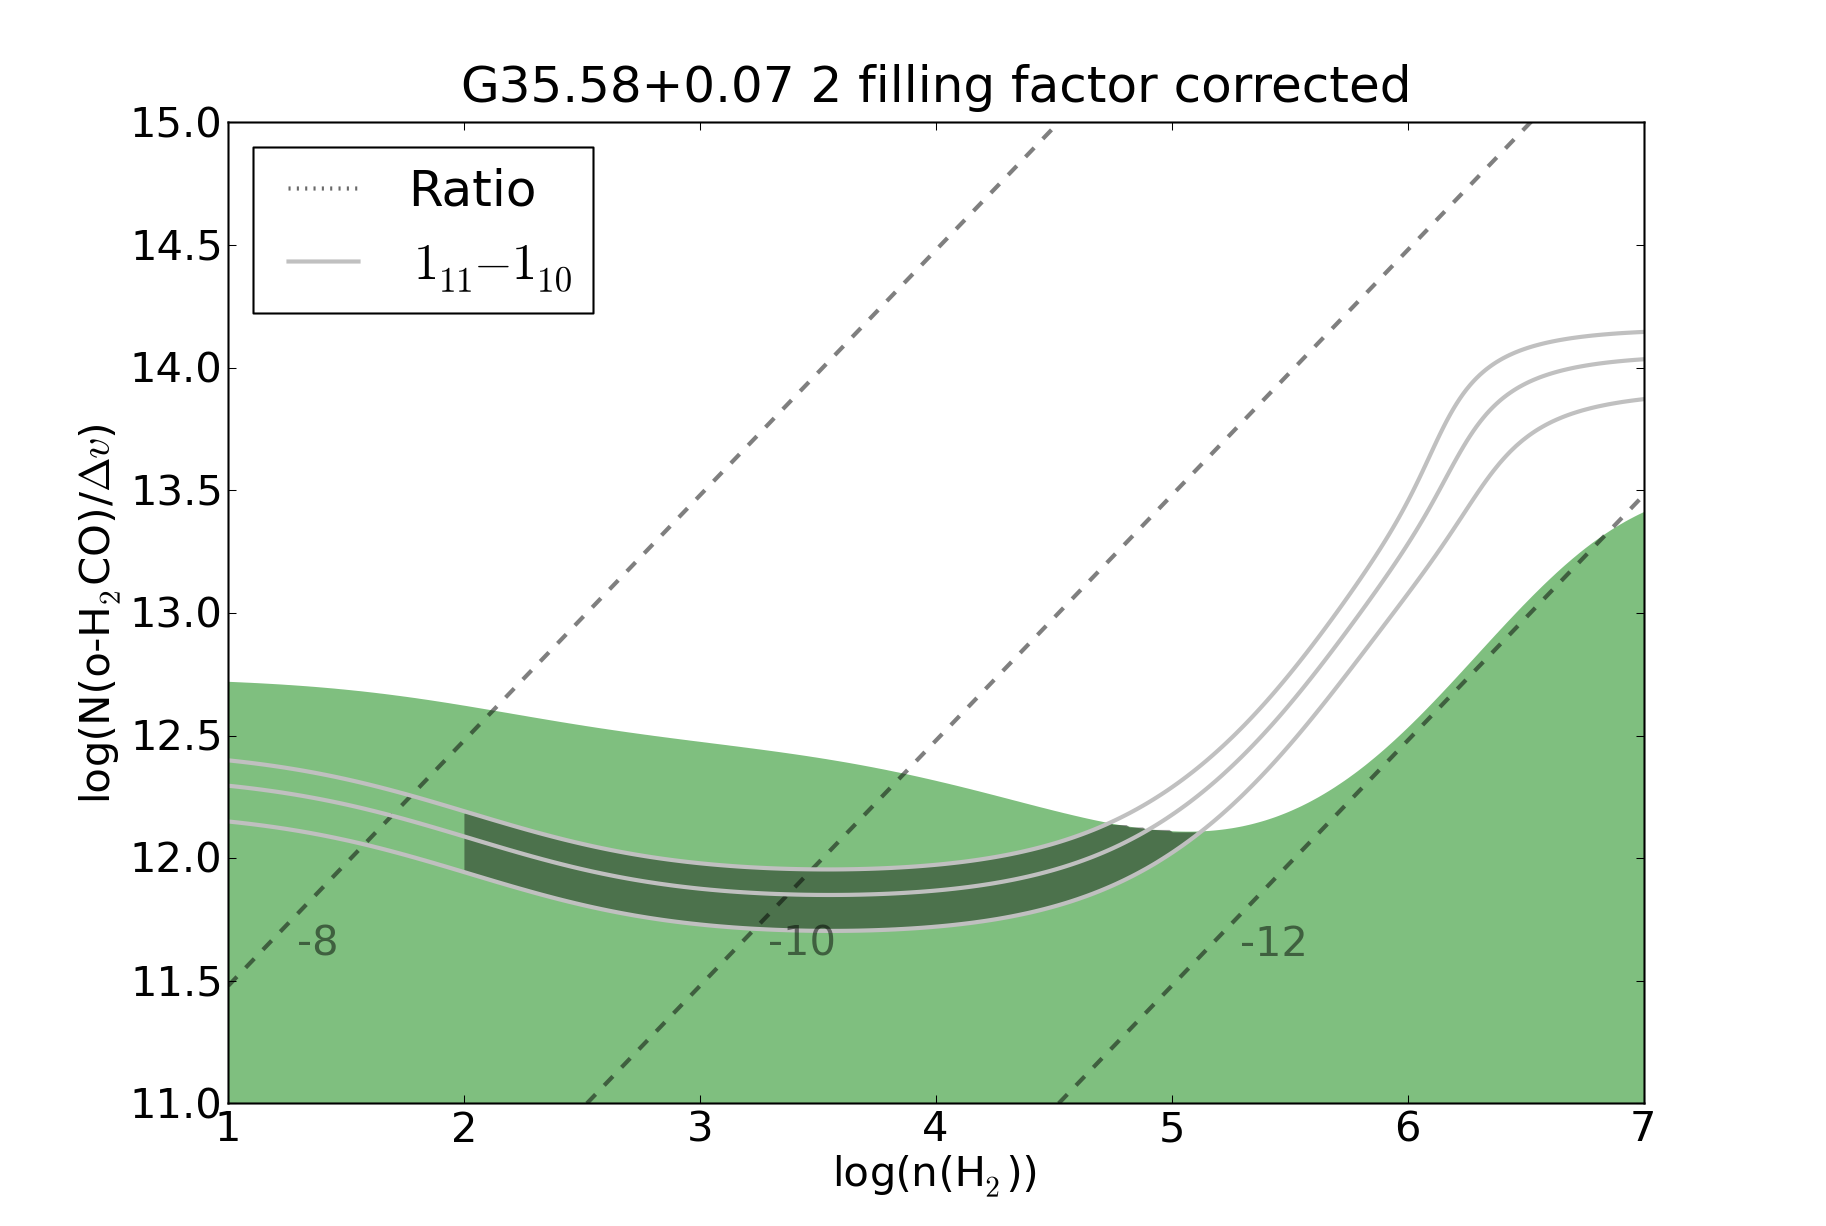 G35.58+0.07 2 filling factor corrected
Ratio
1₁₁−1₁₀
log(N(o-H₂CO)/Δv)
15.0
14.5
14.0
13.5
13.0
12.5
12.0
11.5
11.0
-8
-10
-12
1 2 3 4 5 6 7
log(n(H₂))